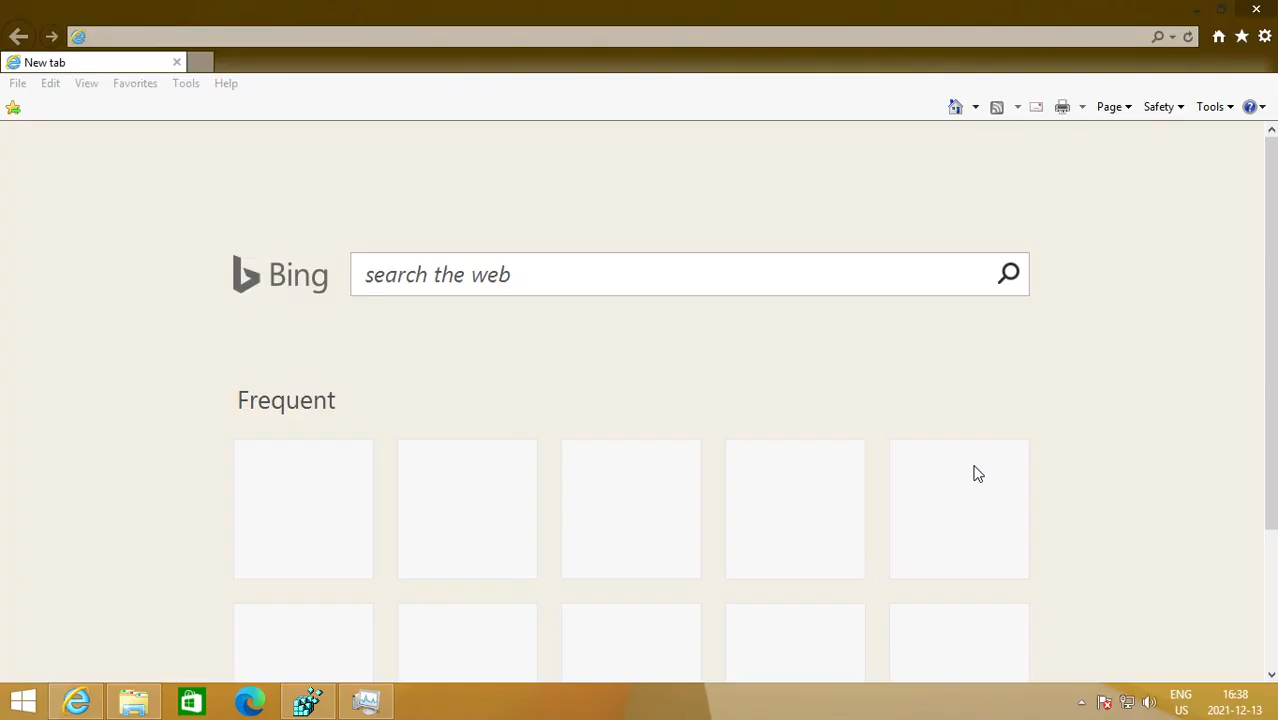 New tab
File Edit View Favorites Tools Help
Page Safety Tools
Bing search the web
Frequent
ENG 16:38
US 2021-12-13